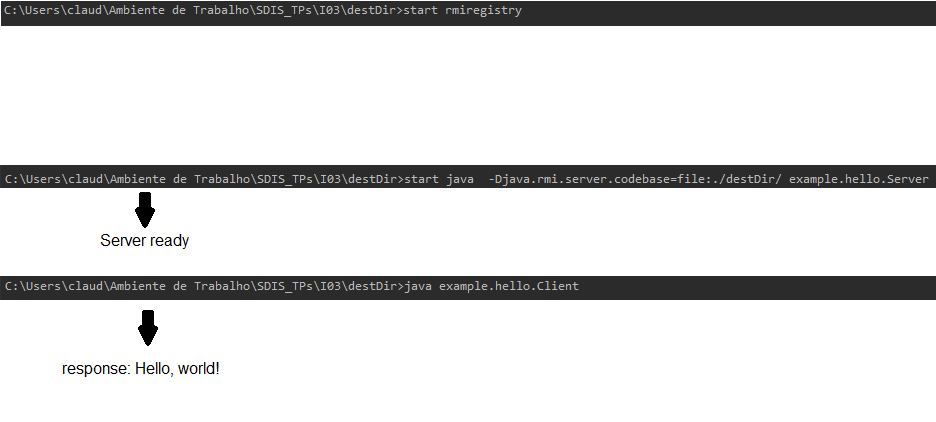 C:\Users\claud\Ambiente de Trabalho\SDIS_TPs\I03\destDir>start rmiregistry
C:\Users\claud\Ambiente de Trabalho\SDIS_TPs\I03\destDir>start java  -Djava.rmi.server.codebase=file:./destDir/ example.hello.Server
Server ready
C:\Users\claud\Ambiente de Trabalho\SDIS_TPs\I03\destDir>java example.hello.Client
response: Hello, world!